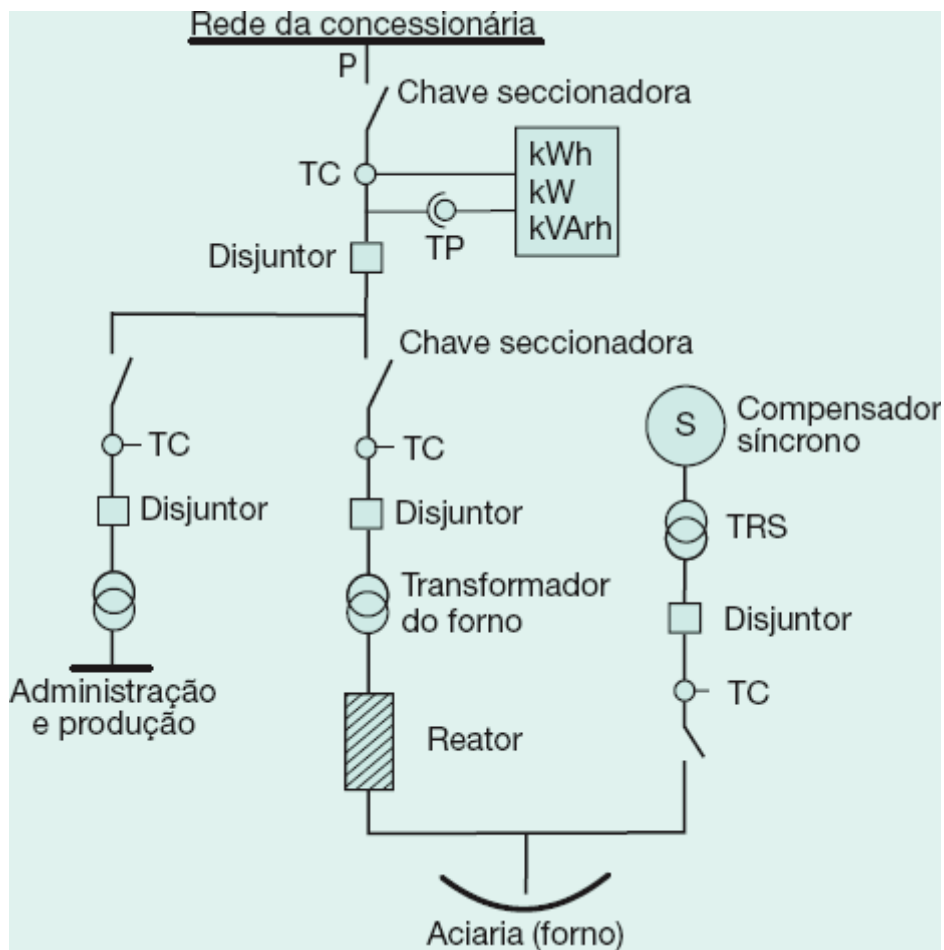 Rede da concessionária
P
Chave seccionadora
TC
kWh
kW
kVArh
TP
Disjuntor
Chave seccionadora
S
Compensador
síncrono
TC
TC
Disjuntor
Disjuntor
TRS
Transformador
do forno
Disjuntor
Administração
e produção
TC
Reator
Aciaria (forno)